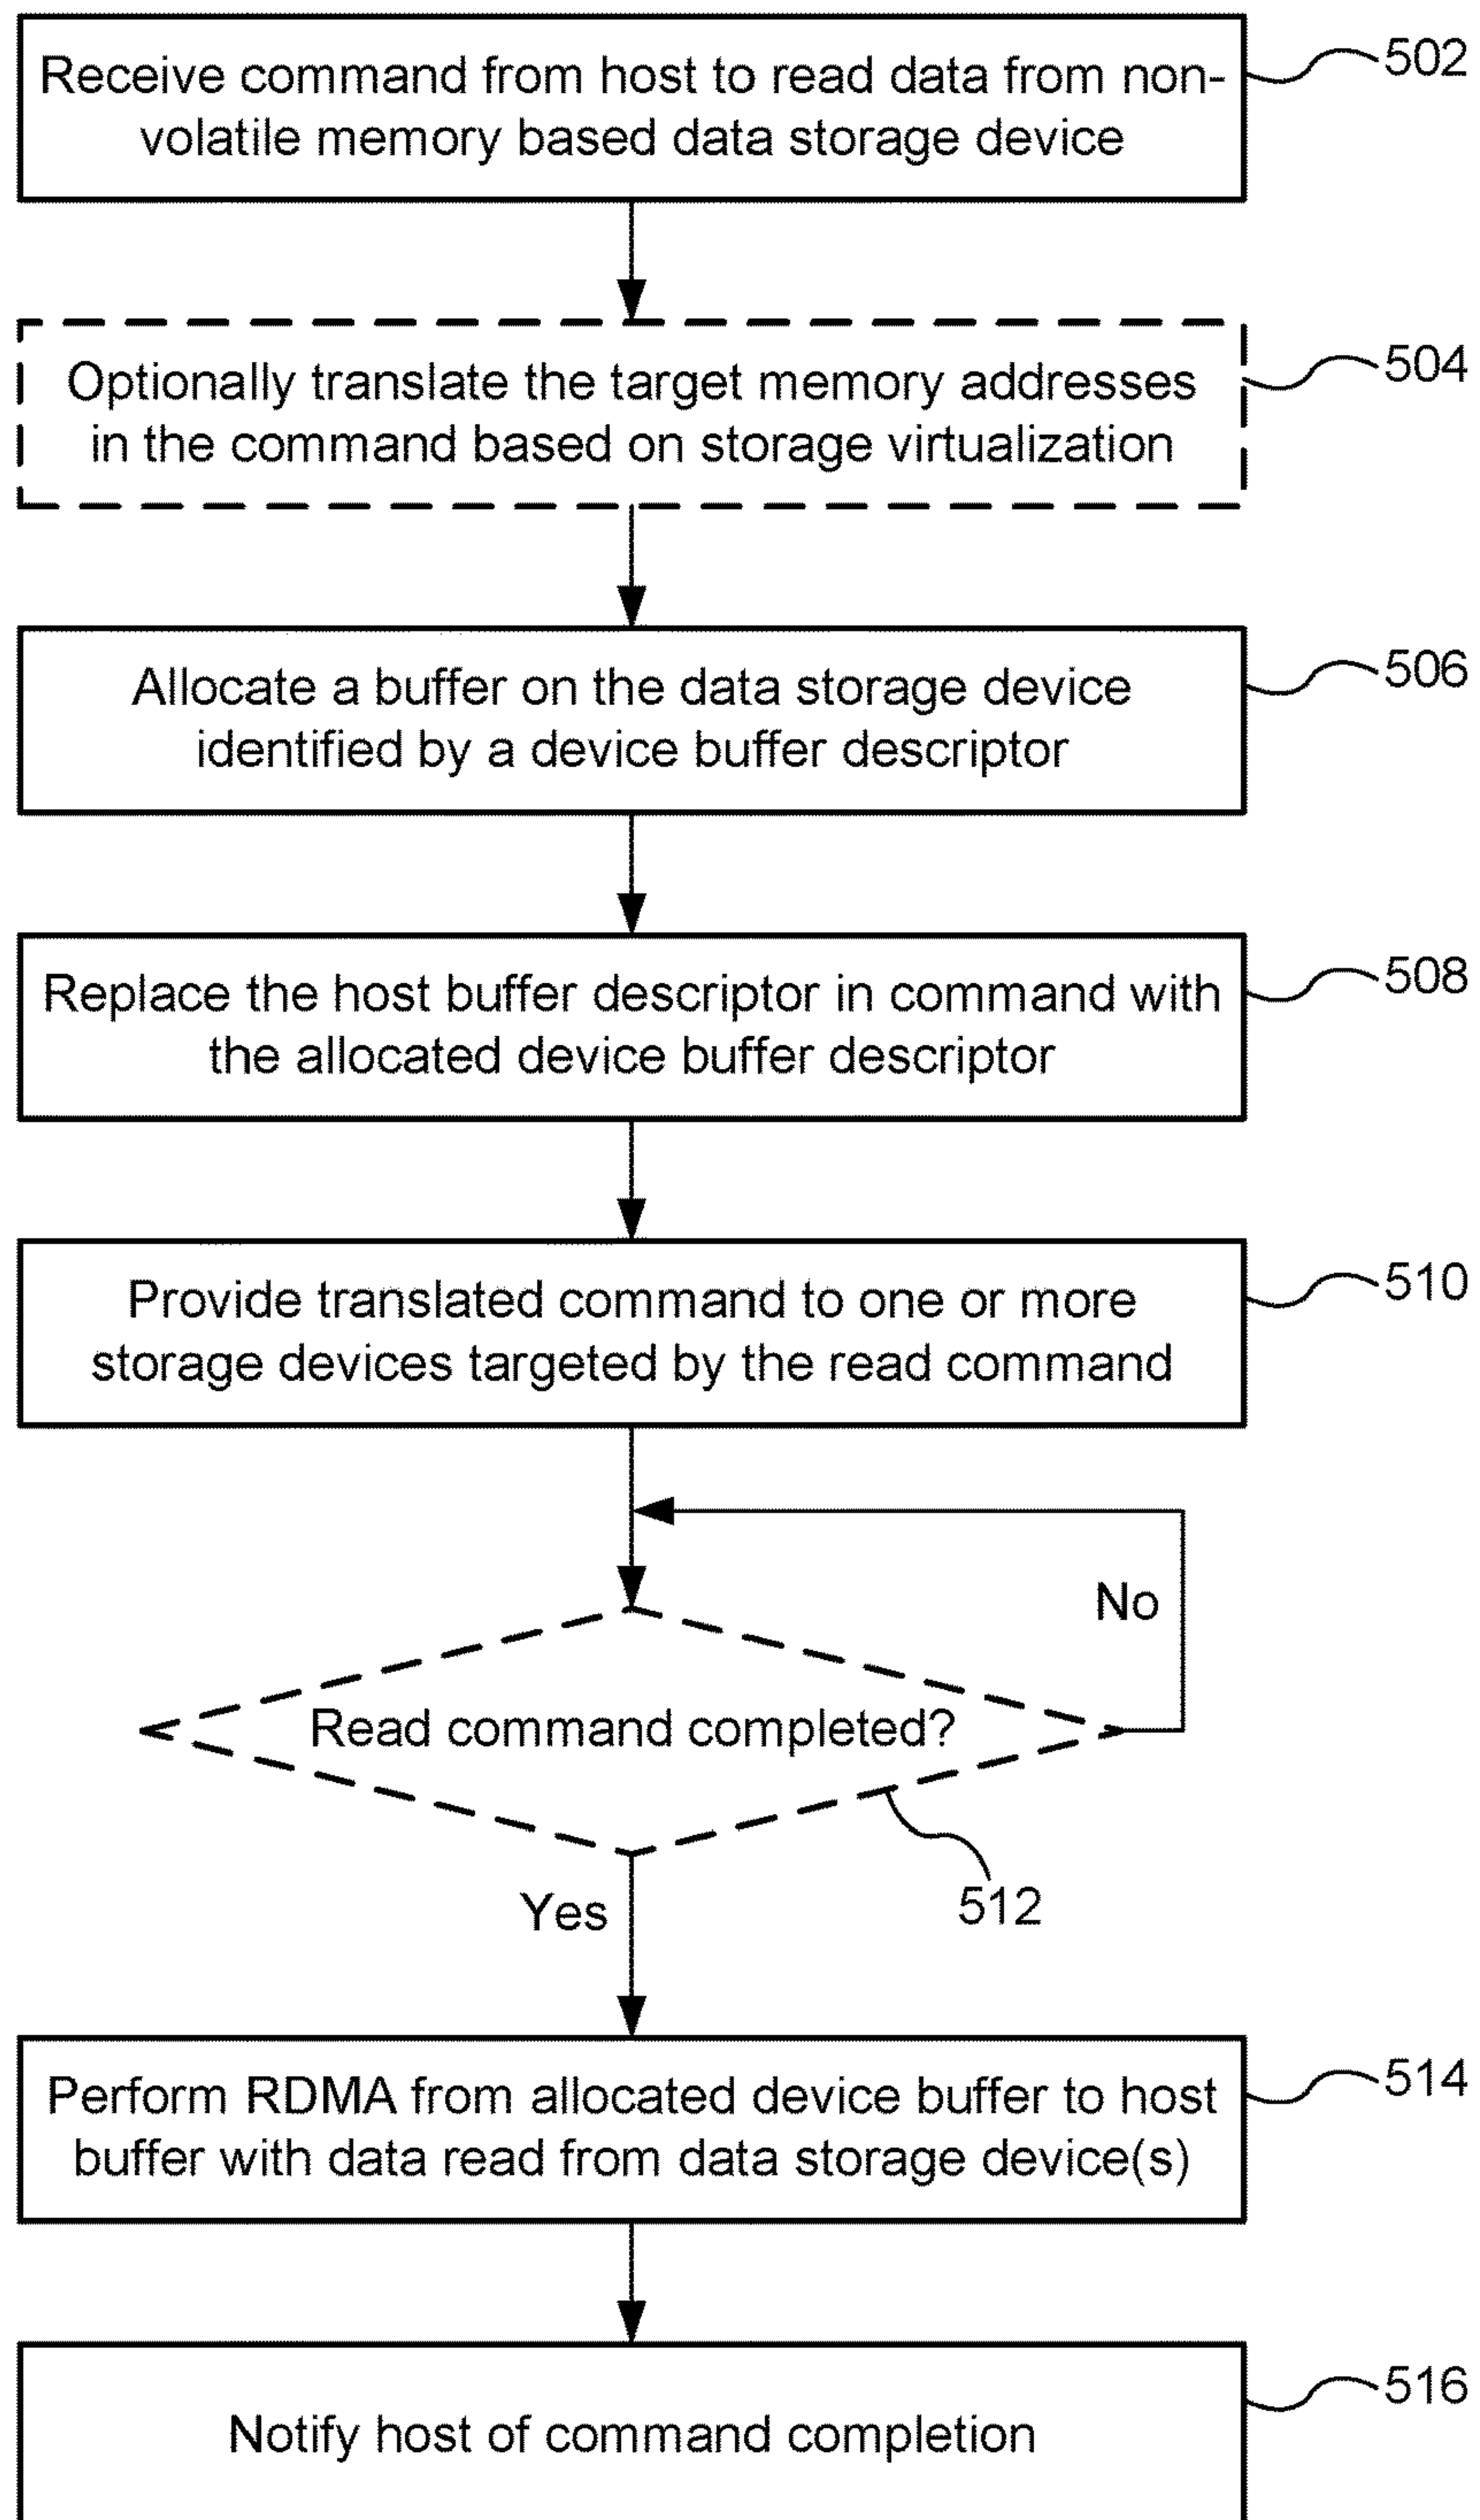 Receive command from host to read data from non-
volatile memory based data storage device
502
Optionally translate the target memory addresses
in the command based on storage virtualization
504
Allocate a buffer on the data storage device
identified by a device buffer descriptor
506
Replace the host buffer descriptor in command with
the allocated device buffer descriptor
508
Provide translated command to one or more
storage devices targeted by the read command
510
No
Read command completed?
Yes
512
Perform RDMA from allocated device buffer to host
buffer with data read from data storage device(s)
514
Notify host of command completion
516